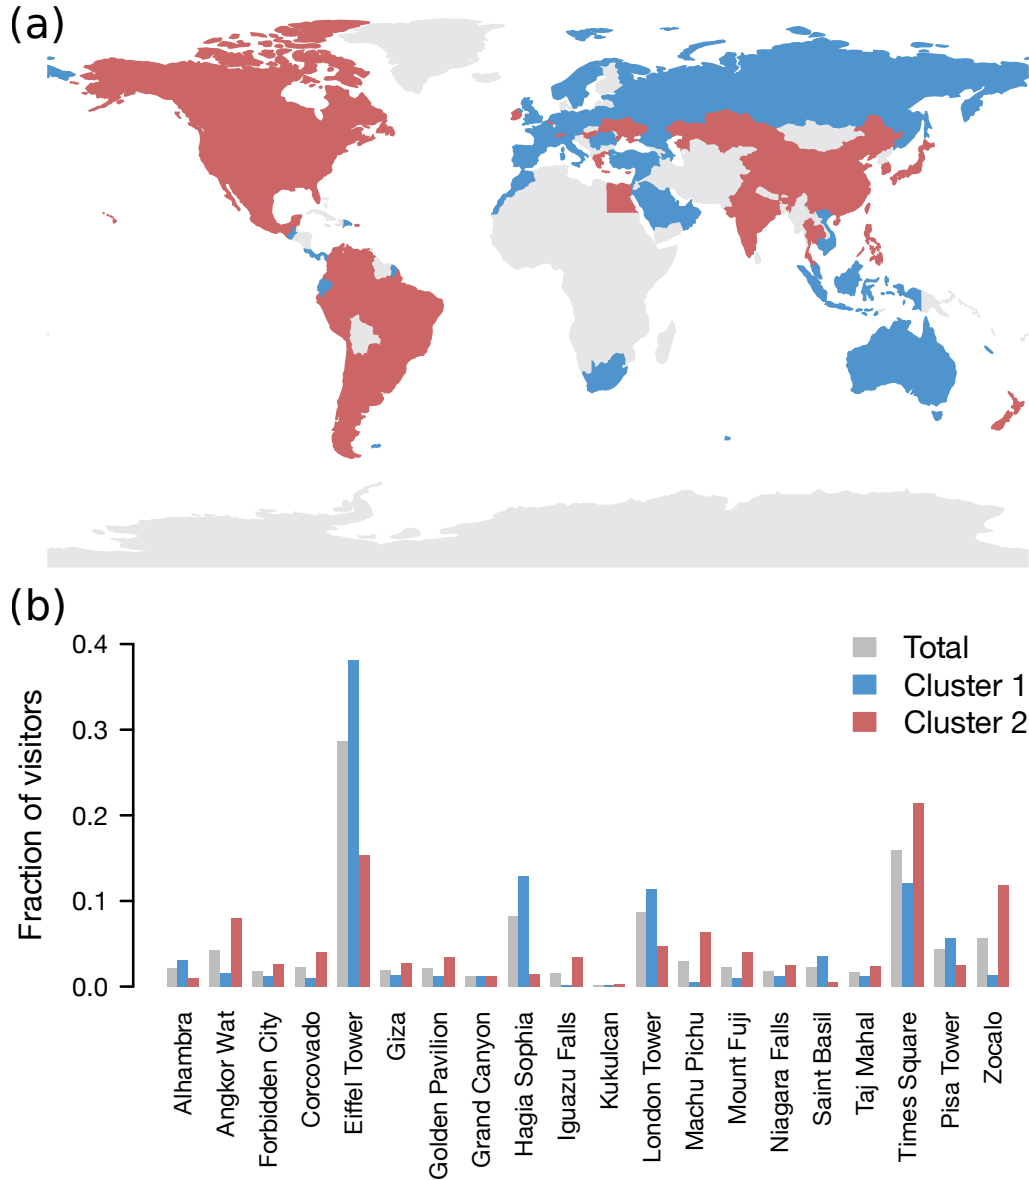 (a)
(b)
Fraction of visitors
0.4
0.3
0.2
0.1
0.0
Total
Cluster 1
Cluster 2
Alhambra
Angkor Wat
Forbidden City
Corcovado
Eiffel Tower
Giza
Golden Pavilion
Grand Canyon
Hagia Sophia
Iguazu Falls
Kukulcan
London Tower
Machu Pichu
Mount Fuji
Niagara Falls
Saint Basil
Taj Mahal
Times Square
Pisa Tower
Zocalo